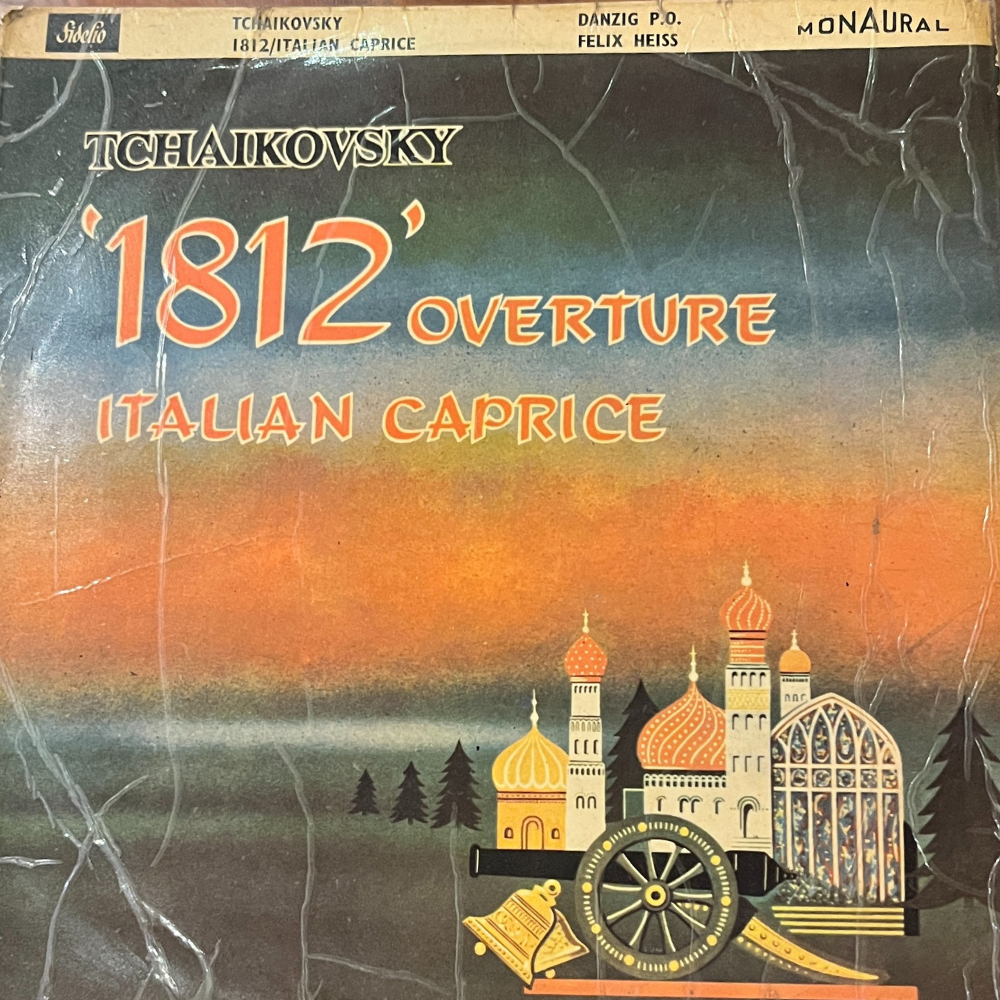 Fidelio
TCHAIKOVSKY
1812/ITALIAN CAPRICE
DANZIG P.O.
FELIX HEISS
MONAURAL
TCHAIKOVSKY
'1812' OVERTURE
ITALIAN CAPRICE